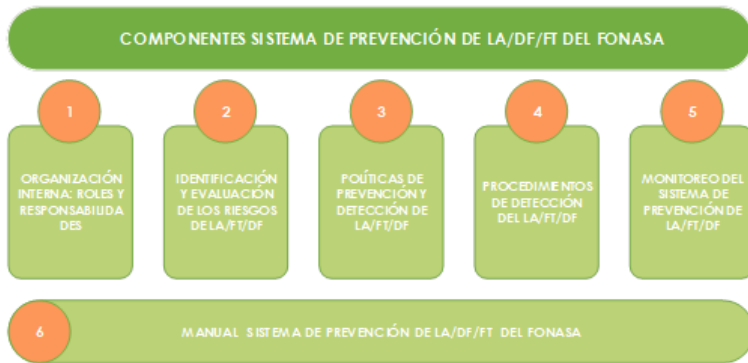 COMPONENTES SISTEMA DE PREVENCIÓN DE LA/DF/FT DEL FONASA
1
ORGANIZACIÓN
INTERNA: ROLES Y
RESPONSABILIDA
DES
2
IDENTIFICACIÓN
Y EVALUACIÓN
DE LOS RIESGOS
DE LA/FT/DF
3
POLÍTICAS DE
PREVENCIÓN Y
DETECCIÓN DE
LA/FT/DF
4
PROCEDIMIENTOS
DE DETECCIÓN
DEL LA/FT/DF
5
MONITOREO DEL
SISTEMA DE
PREVENCIÓN DE
LA/FT/DF
6
MANUAL SISTEMA DE PREVENCIÓN DE LA/DF/FT DEL FONASA